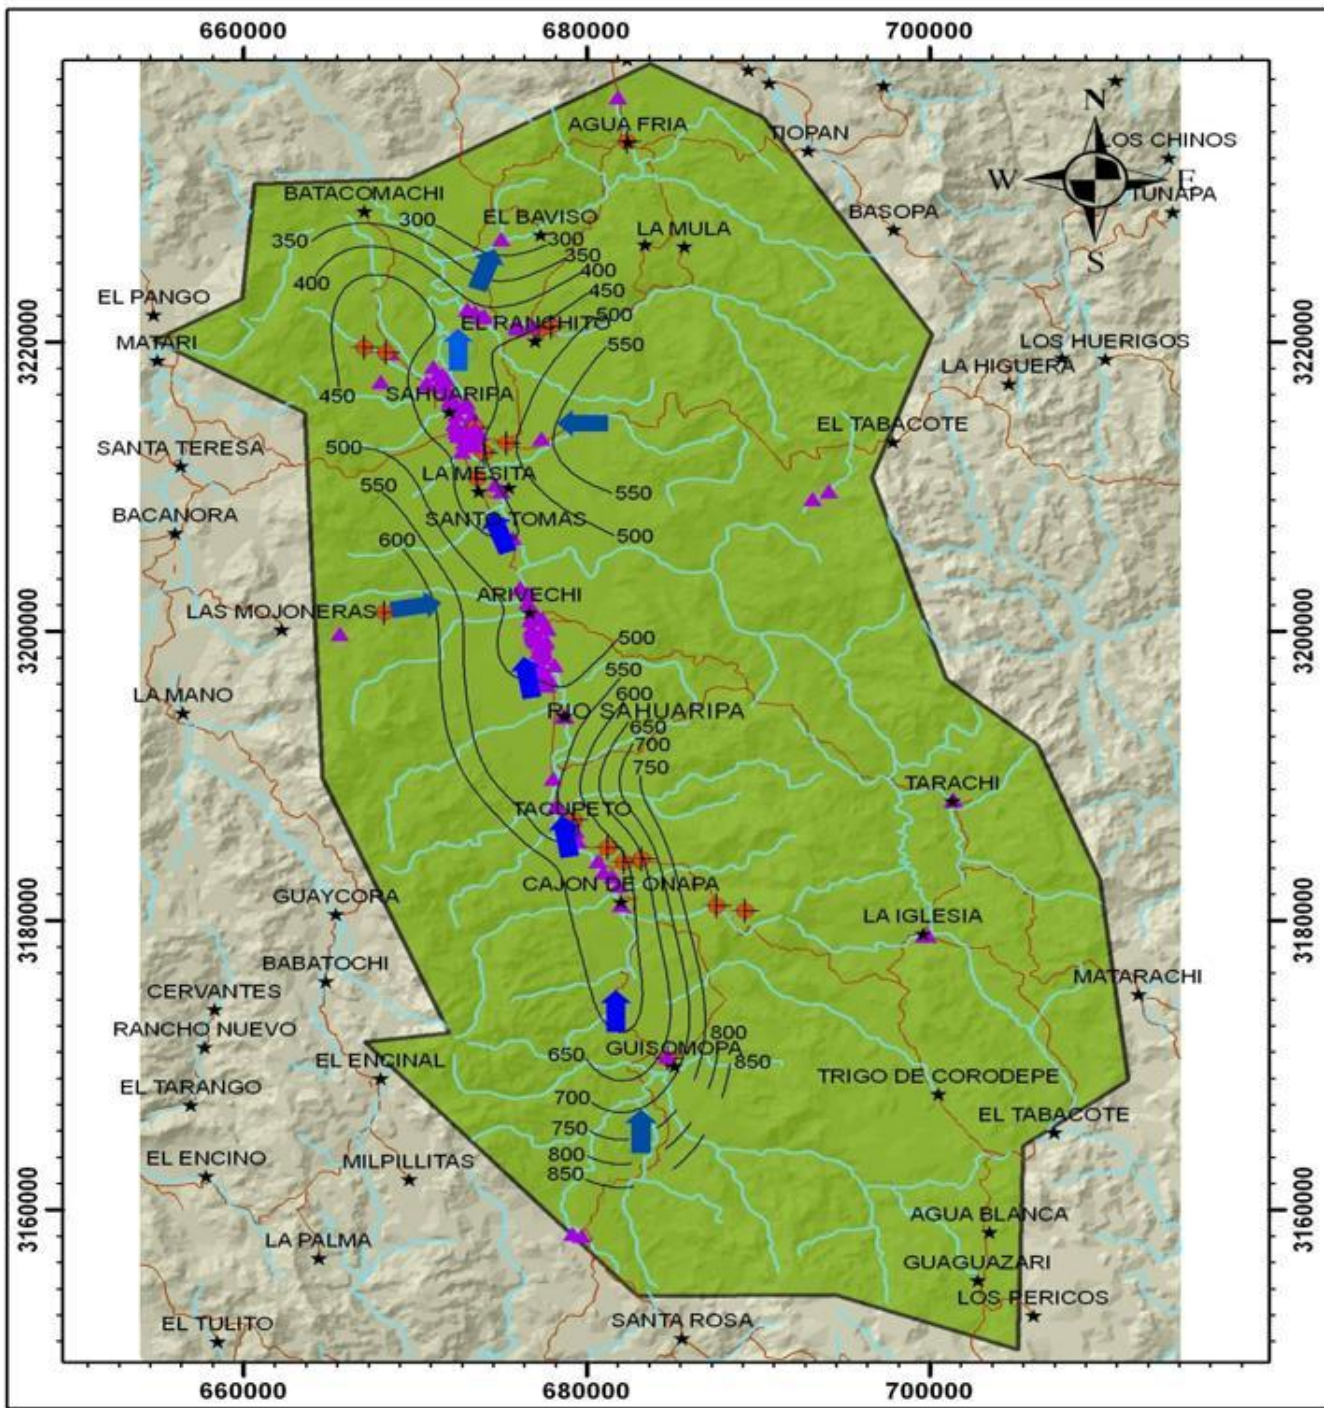 660000 680000 700000
N
AGUA FRIA
TIOPAN
LOS CHINOS
W E
BATACOMACHI
TUNAPA
300
EL BAVISO
BASOPA
LA MULA
350
300
350
S
400
400
EL PANGO
450
500
EL RANCHITO
3220000
MATARI
LOS HUERIGOS
3220000
550
LA HIGUERA
450
SAHUARIPA
EL TABACOTE
500
SANTA TERESA
LA MESITA
550
550
BACANORA
SANTO TOMAS
600
500
ARIVECHI
LAS MOJONERAS
3200000
500
3200000
550
LA MANO
600
RIO SAHUARIPA
650
700
750
TARACHI
TACUPETO
CAJON DE ONAPA
GUAYCORA
LA IGLESIA
3180000
3180000
BABATOCHI
MATARACHI
CERVANTES
RANCHO NUEVO
800
GUISOMOPA
EL ENCINAL
650
850
EL TARANGO
TRIGO DE CORODEPE
700
EL TABACOTE
750
EL ENCINO
MILPILLITAS
800
850
3160000
AGUA BLANCA
3160000
LA PALMA
GUAGUAZARI
LOS PERICOS
EL TULITO
SANTA ROSA
660000 680000 700000